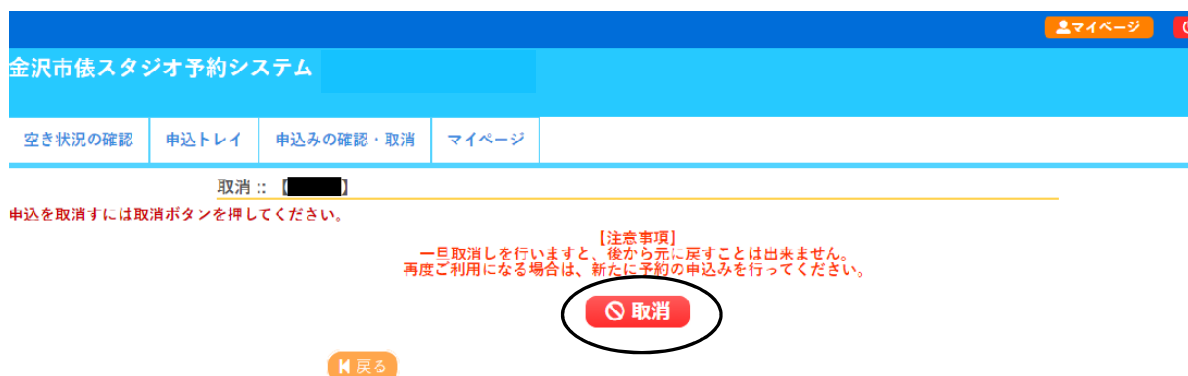 マイページ
金沢市俵スタジオ予約システム
空き状況の確認 申込トレイ 申込みの確認・取消 マイページ
取消 :: 【 】
申込を取消すには取消ボタンを押してください。
【注意事項】
一旦取消しを行いますと、後から元に戻すことは出来ません。
再度ご利用になる場合は、新たに予約の申込みを行ってください。
取消
戻る